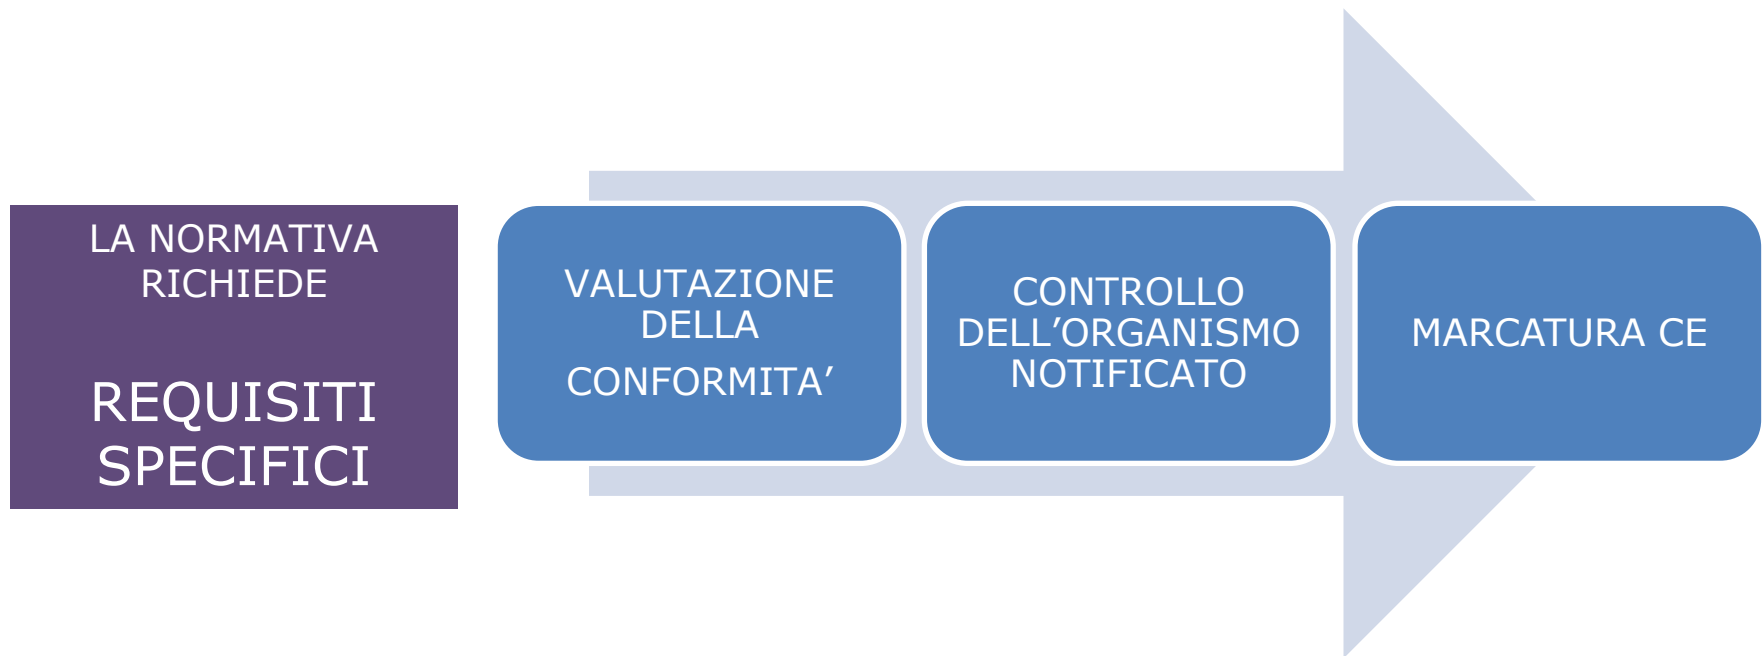 LA NORMATIVA
RICHIEDE
REQUISITI
SPECIFICI
VALUTAZIONE
DELLA
CONFORMITA’
CONTROLLO
DELL’ORGANISMO
NOTIFICATO
MARCATURA CE